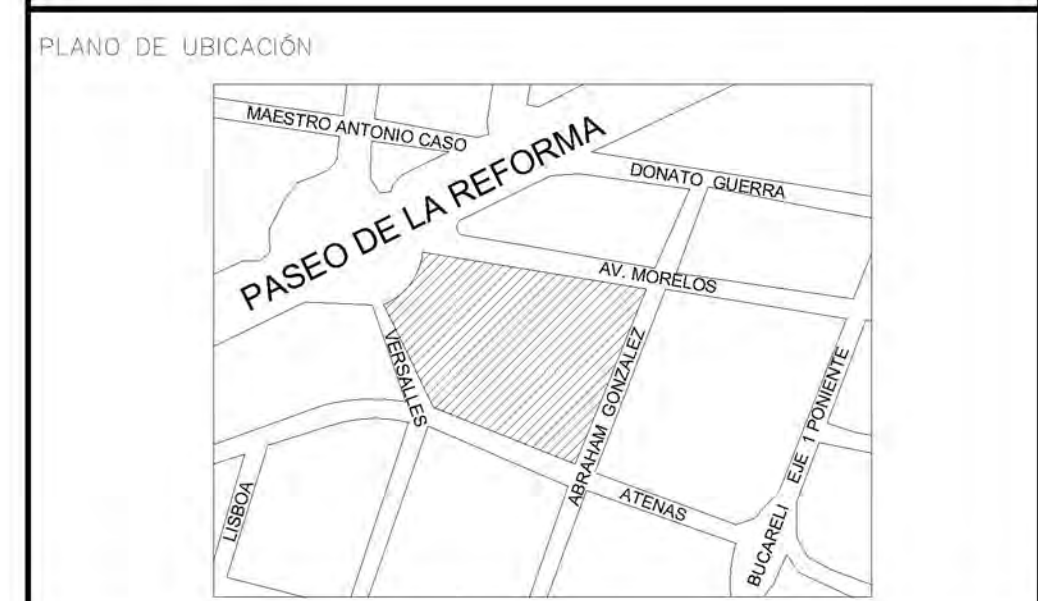 PLANO DE UBICACIÓN
MAESTRO ANTONIO CASO
PASEO DE LA REFORMA
DONATO GUERRA
AV. MORELOS
VERSALLES
ABRAHAM GONZALEZ
EJE 1 PONIENTE
LISBOA
ATENAS
BUCARELI